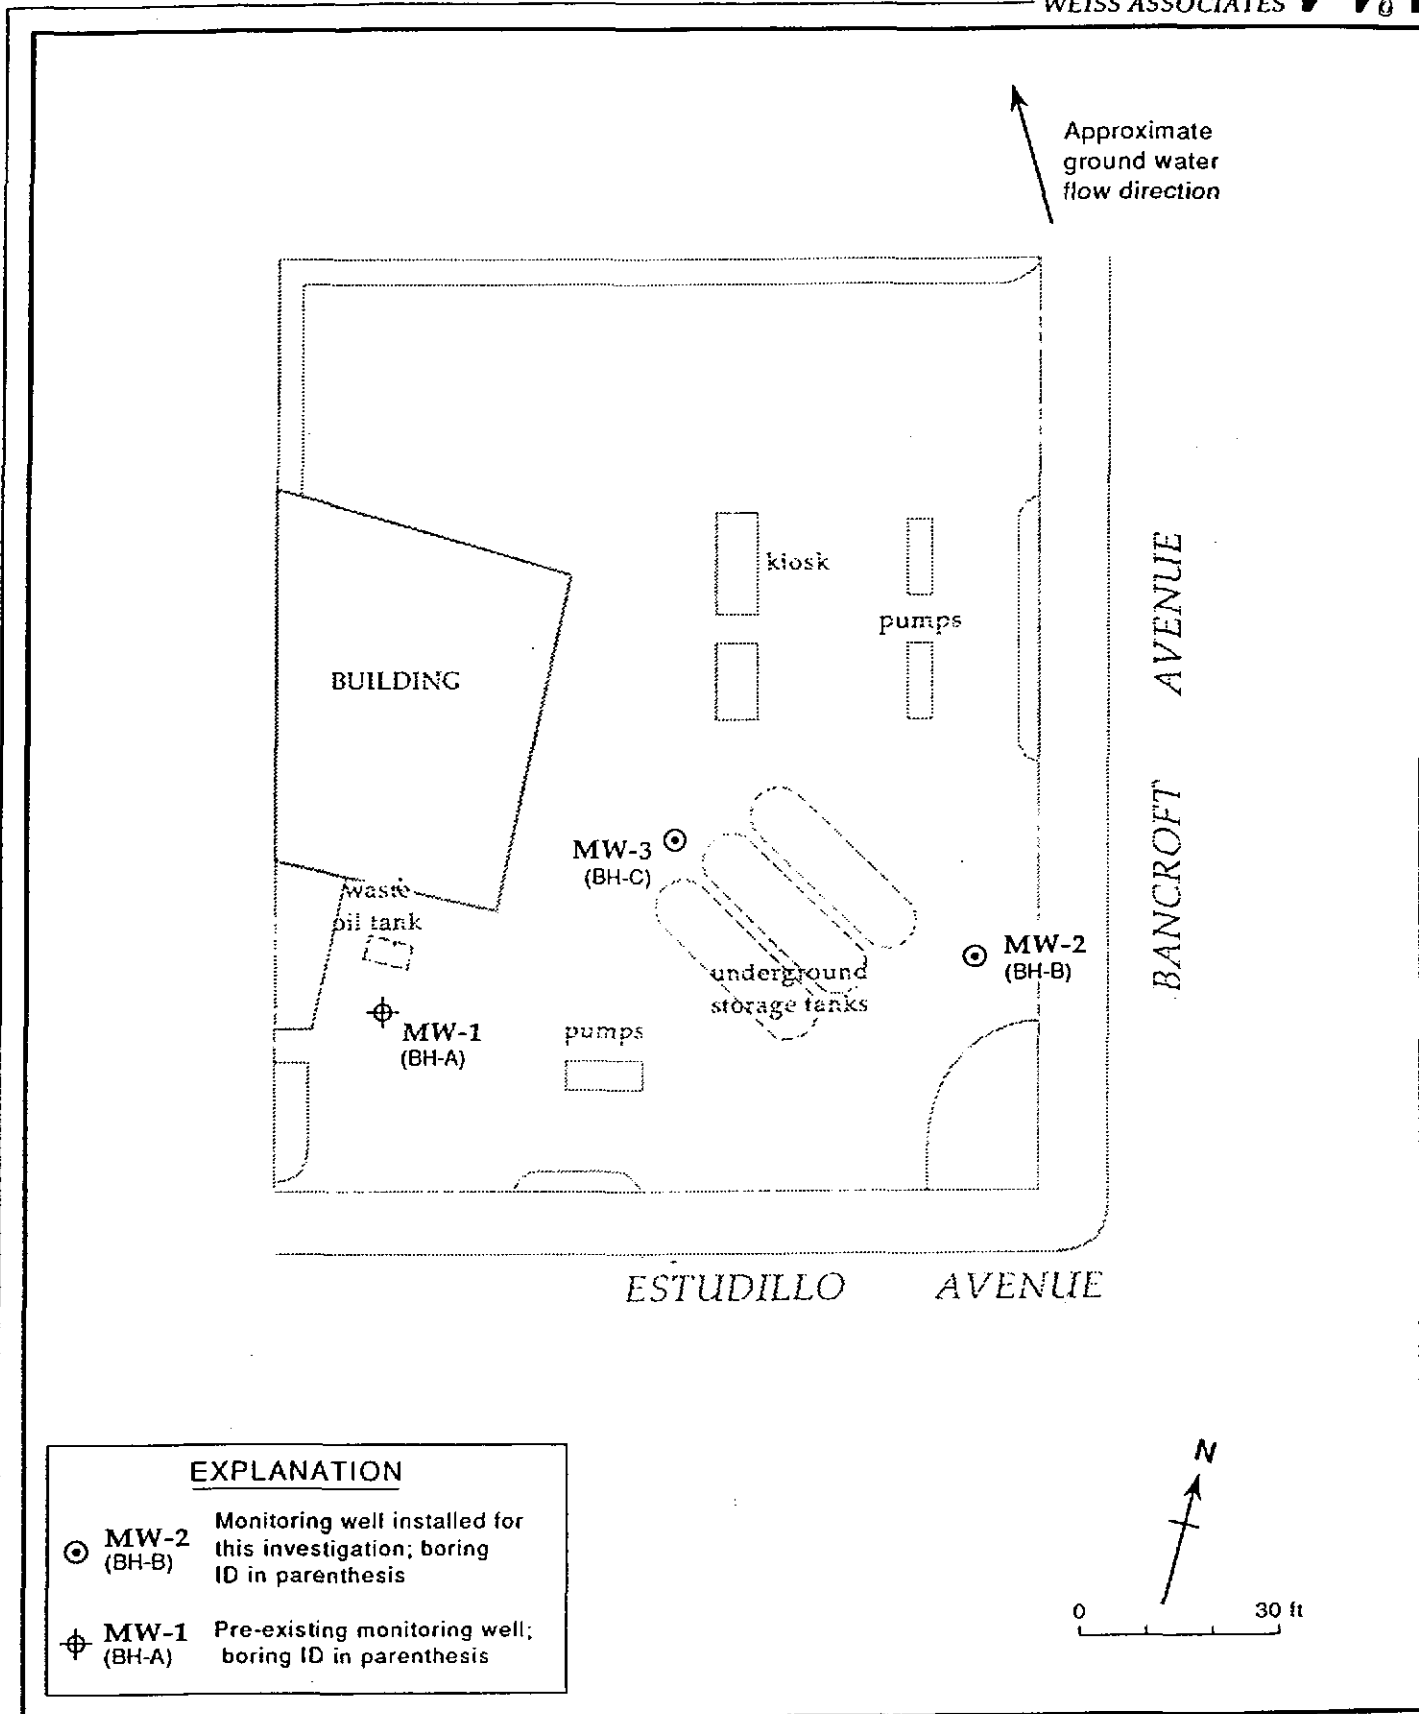 WEISS ASSOCIATES
Approximate
ground water
flow direction
kiosk
pumps
BUILDING
BANCROFT AVENUE
MW-3
(BH-C)
waste
oil tank
MW-2
(BH-B)
underground
storage tanks
MW-1
(BH-A)
pumps
ESTUDILLO AVENUE
EXPLANATION
MW-2
(BH-B)
Monitoring well installed for
this investigation; boring
ID in parenthesis
MW-1
(BH-A)
Pre-existing monitoring well;
boring ID in parenthesis
N
0 30 ft